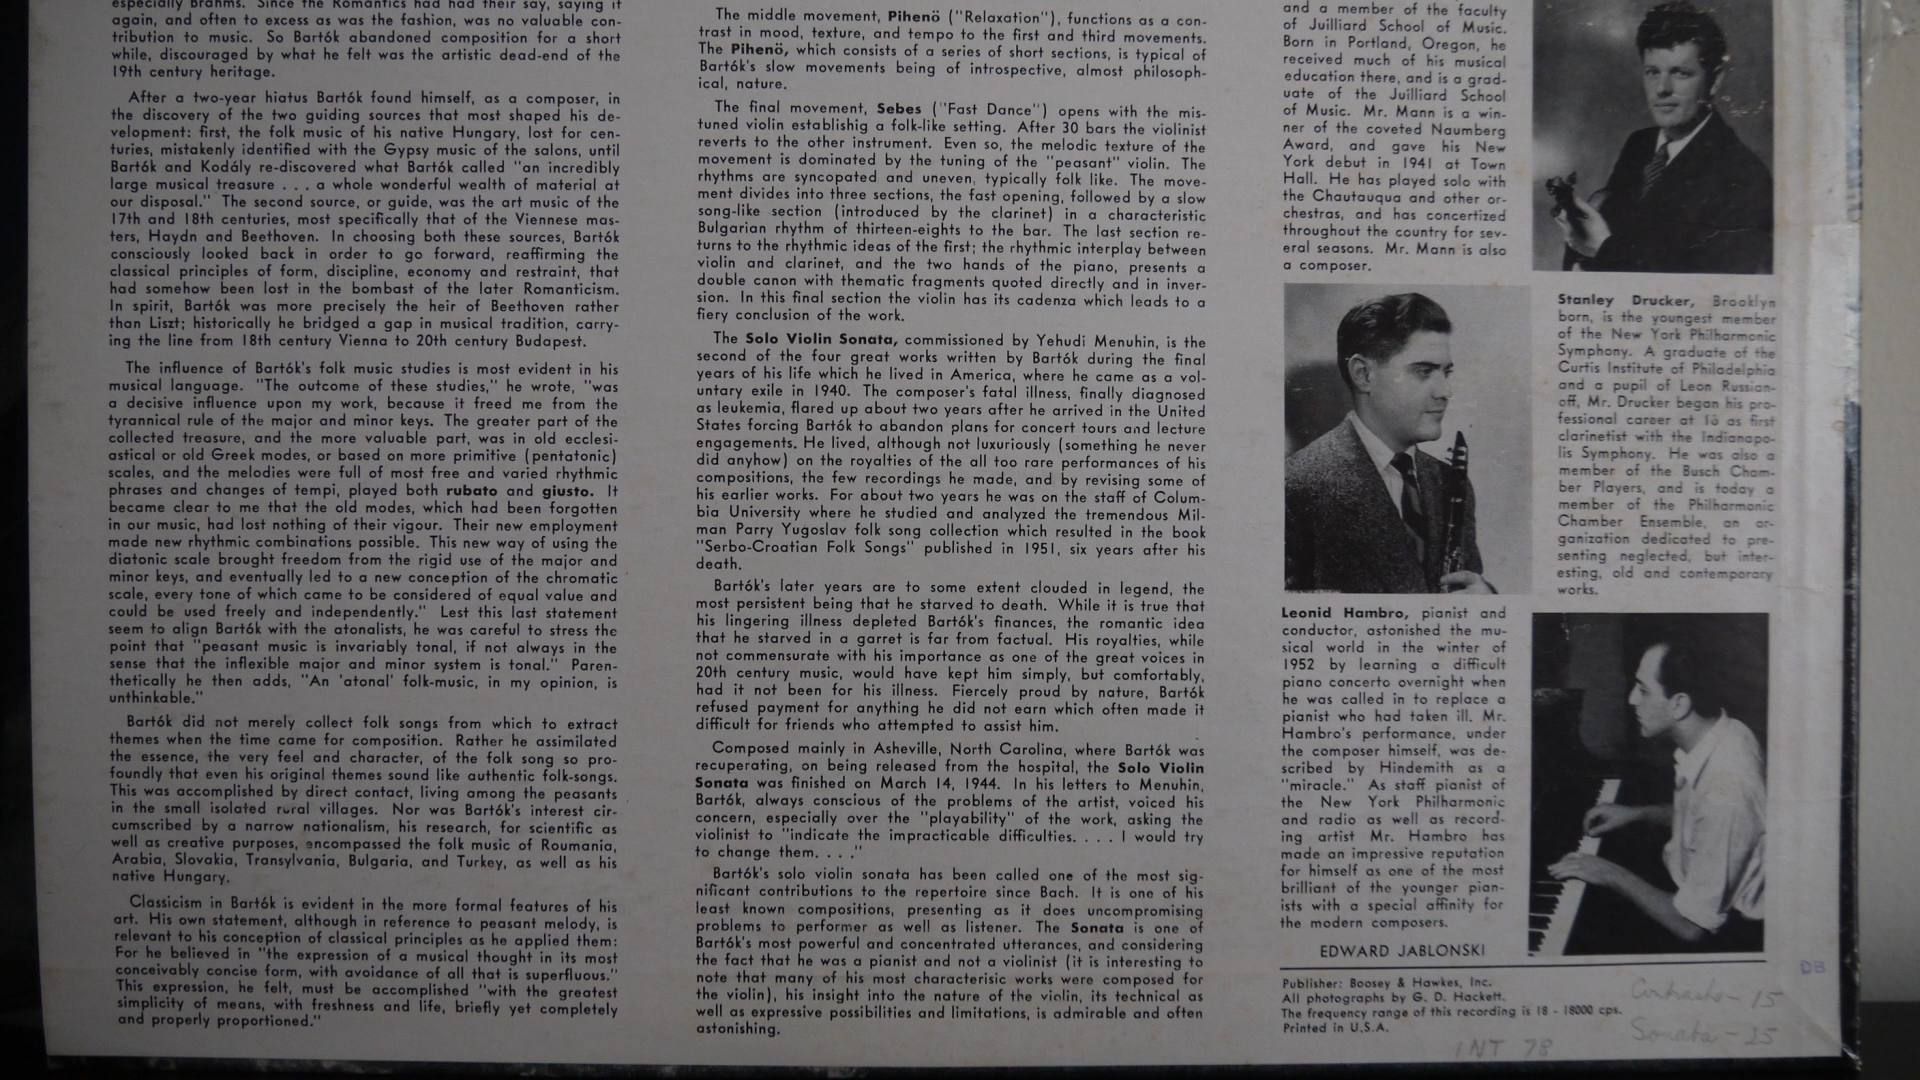 especially Brahms. Since the Romantics had had their say, saying it
again, and often to excess as was the fashion, was no valuable con-
tribution to music. So Bartók abandoned composition for a short
while, discouraged by what he felt was the artistic dead-end of the
19th century heritage.
After a two-year hiatus Bartók found himself, as a composer, in
the discovery of the two guiding sources that most shaped his de-
velopment: first, the folk music of his native Hungary, lost for cen-
turies, mistakenly identified with the Gypsy music of the salons, until
Bartók and Kodály re-discovered what Bartók called "an incredibly
large musical treasure . . . a whole wonderful wealth of material at
our disposal." The second source, or guide, was the art music of the
17th and 18th centuries, most specifically that of the Viennese mas-
ters, Haydn and Beethoven. In choosing both these sources, Bartók
consciously looked back in order to go forward, reaffirming the
classical principles of form, discipline, economy and restraint, that
had somehow been lost in the bombast of the later Romanticism.
In spirit, Bartók was more precisely the heir of Beethoven rather
than Liszt; historically he bridged a gap in musical tradition, carry-
ing the line from 18th century Vienna to 20th century Budapest.
The influence of Bartók's folk music studies is most evident in his
musical language. "The outcome of these studies," he wrote, "was
a decisive influence upon my work, because it freed me from the
tyrannical rule of the major and minor keys. The greater part of the
collected treasure, and the more valuable part, was in old ecclesi-
astical or old Greek modes, or based on more primitive (pentatonic)
scales, and the melodies were full of most free and varied rhythmic
phrases and changes of tempi, played both rubato and giusto. It
became clear to me that the old modes, which had been forgotten
in our music, had lost nothing of their vigour. Their new employment
made new rhythmic combinations possible. This new way of using the
diatonic scale brought freedom from the rigid use of the major and
minor keys, and eventually led to a new conception of the chromatic
scale, every tone of which came to be considered of equal value and
could be used freely and independently." Lest this last statement
seem to align Bartók with the atonalists, he was careful to stress the
point that "peasant music is invariably tonal, if not always in the
sense that the inflexible major and minor system is tonal." Paren-
thetically he then adds, "An 'atonal' folk-music, in my opinion, is
unthinkable."
Bartók did not merely collect folk songs from which to extract
themes when the time came for composition. Rather he assimilated
the essence, the very feel and character, of the folk song so pro-
foundly that even his original themes sound like authentic folk-songs.
This was accomplished by direct contact, living among the peasants
in the small isolated rural villages. Nor was Bartók's interest cir-
cumscribed by a narrow nationalism, his research, for scientific as
well as creative purposes, encompassed the folk music of Roumania,
Arabia, Slovakia, Transylvania, Bulgaria, and Turkey, as well as his
native Hungary.
Classicism in Bartók is evident in the more formal features of his
art. His own statement, although in reference to peasant melody, is
relevant to his conception of classical principles as he applied them:
For he believed in "the expression of a musical thought in its most
conceivably concise form, with avoidance of all that is superfluous."
This expression, he felt, must be accomplished "with the greatest
simplicity of means, with freshness and life, briefly yet completely
and properly proportioned."
The middle movement, Pihenö ("Relaxation"), functions as a con-
trast in mood, texture, and tempo to the first and third movements.
The Pihenö, which consists of a series of short sections, is typical of
Bartók's slow movements being of introspective, almost philosoph-
ical, nature.
The final movement, Sebes ("Fast Dance") opens with the mis-
tuned violin establishig a folk-like setting. After 30 bars the violinist
reverts to the other instrument. Even so, the melodic texture of the
movement is dominated by the tuning of the "peasant" violin. The
rhythms are syncopated and uneven, typically folk like. The move-
ment divides into three sections, the fast opening, followed by a slow
song-like section (introduced by the clarinet) in a characteristic
Bulgarian rhythm of thirteen-eights to the bar. The last section re-
turns to the rhythmic ideas of the first; the rhythmic interplay between
violin and clarinet, and the two hands of the piano, presents a
double canon with thematic fragments quoted directly and in inver-
sion. In this final section the violin has its cadenza which leads to a
fiery conclusion of the work.
The Solo Violin Sonata, commissioned by Yehudi Menuhin, is the
second of the four great works written by Bartók during the final
years of his life which he lived in America, where he came as a vol-
untary exile in 1940. The composer's fatal illness, finally diagnosed
as leukemia, flared up about two years after he arrived in the United
States forcing Bartók to abandon plans for concert tours and lecture
engagements. He lived, although not luxuriously (something he never
did anyhow) on the royalties of the all too rare performances of his
compositions, the few recordings he made, and by revising some of
his earlier works. For about two years he was on the staff of Colum-
bia University where he studied and analyzed the tremendous Mil-
man Parry Yugoslav folk song collection which resulted in the book
"Serbo-Croatian Folk Songs" published in 1951, six years after his
death.
Bartók's later years are to some extent clouded in legend, the
most persistent being that he starved to death. While it is true that
his lingering illness depleted Bartók's finances, the romantic idea
that he starved in a garret is far from factual. His royalties, while
not commensurate with his importance as one of the great voices in
20th century music, would have kept him simply, but comfortably,
had it not been for his illness. Fiercely proud by nature, Bartók
refused payment for anything he did not earn which often made it
difficult for friends who attempted to assist him.
Composed mainly in Asheville, North Carolina, where Bartók was
recuperating, on being released from the hospital, the Solo Violin
Sonata was finished on March 14, 1944. In his letters to Menuhin,
Bartók, always conscious of the problems of the artist, voiced his
concern, especially over the "playability" of the work, asking the
violinist to "indicate the impracticable difficulties. . . . I would try
to change them. . . ."
Bartók's solo violin sonata has been called one of the most sig-
nificant contributions to the repertoire since Bach. It is one of his
least known compositions, presenting as it does uncompromising
problems to performer as well as listener. The Sonata is one of
Bartók's most powerful and concentrated utterances, and considering
the fact that he was a pianist and not a violinist (it is interesting to
note that many of his most characterisic works were composed for
the violin), his insight into the nature of the violin, its technical as
well as expressive possibilities and limitations, is admirable and often
astonishing.
and a member of the faculty
of Juilliard School of Music.
Born in Portland, Oregon, he
received much of his musical
education there, and is a grad-
uate of the Juilliard School
of Music. Mr. Mann is a win-
ner of the coveted Naumberg
Award, and gave his New
York debut in 1941 at Town
Hall. He has played solo with
the Chautauqua and other or-
chestras, and has concertized
throughout the country for sev-
eral seasons. Mr. Mann is also
a composer.
Stanley Drucker, Brooklyn
born, is the youngest member
of the New York Philharmonic
Symphony. A graduate of the
Curtis Institute of Philadelphia
and a pupil of Leon Russian-
off, Mr. Drucker began his pro-
fessional career at 16 as first
clarinetist with the Indianapo-
lis Symphony. He was also a
member of the Busch Cham-
ber Players, and is today a
member of the Philharmonic
Chamber Ensemble, an or-
ganization dedicated to pre-
senting neglected, but inter-
esting, old and contemporary
works.
Leonid Hambro, pianist and
conductor, astonished the mu-
sical world in the winter of
1952 by learning a difficult
piano concerto overnight when
he was called in to replace a
pianist who had taken ill. Mr.
Hambro's performance, under
the composer himself, was de-
scribed by Hindemith as a
"miracle." As staff pianist of
the New York Philharmonic
and radio as well as record-
ing artist Mr. Hambro has
made an impressive reputation
for himself as one of the most
brilliant of the younger pian-
ists with a special affinity for
the modern composers.
EDWARD JABLONSKI
Publisher: Boosey & Hawkes, Inc.
All photographs by G. D. Hackett.
The frequency range of this recording is 18 - 18000 cps.
Printed in U.S.A.
DB
Contrasts - 15
Sonata - 25
INT 78